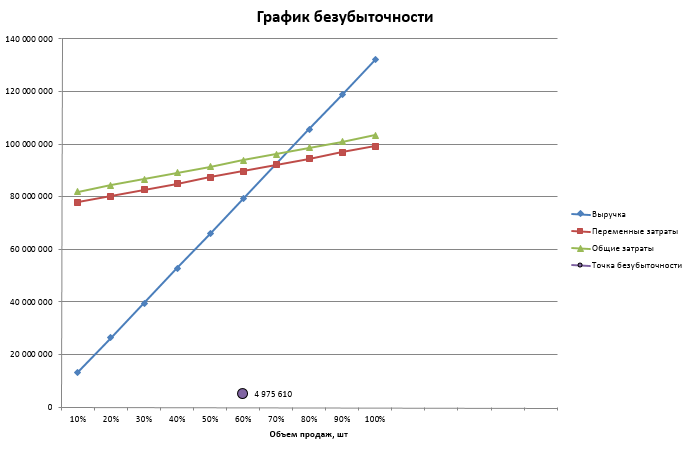 График безубыточности
140 000 000
120 000 000
100 000 000
80 000 000
60 000 000
40 000 000
20 000 000
0
4 975 610
10% 20% 30% 40% 50% 60% 70% 80% 90% 100%
Объем продаж, шт
Выручка
Переменные затраты
Общие затраты
Точка безубыточности